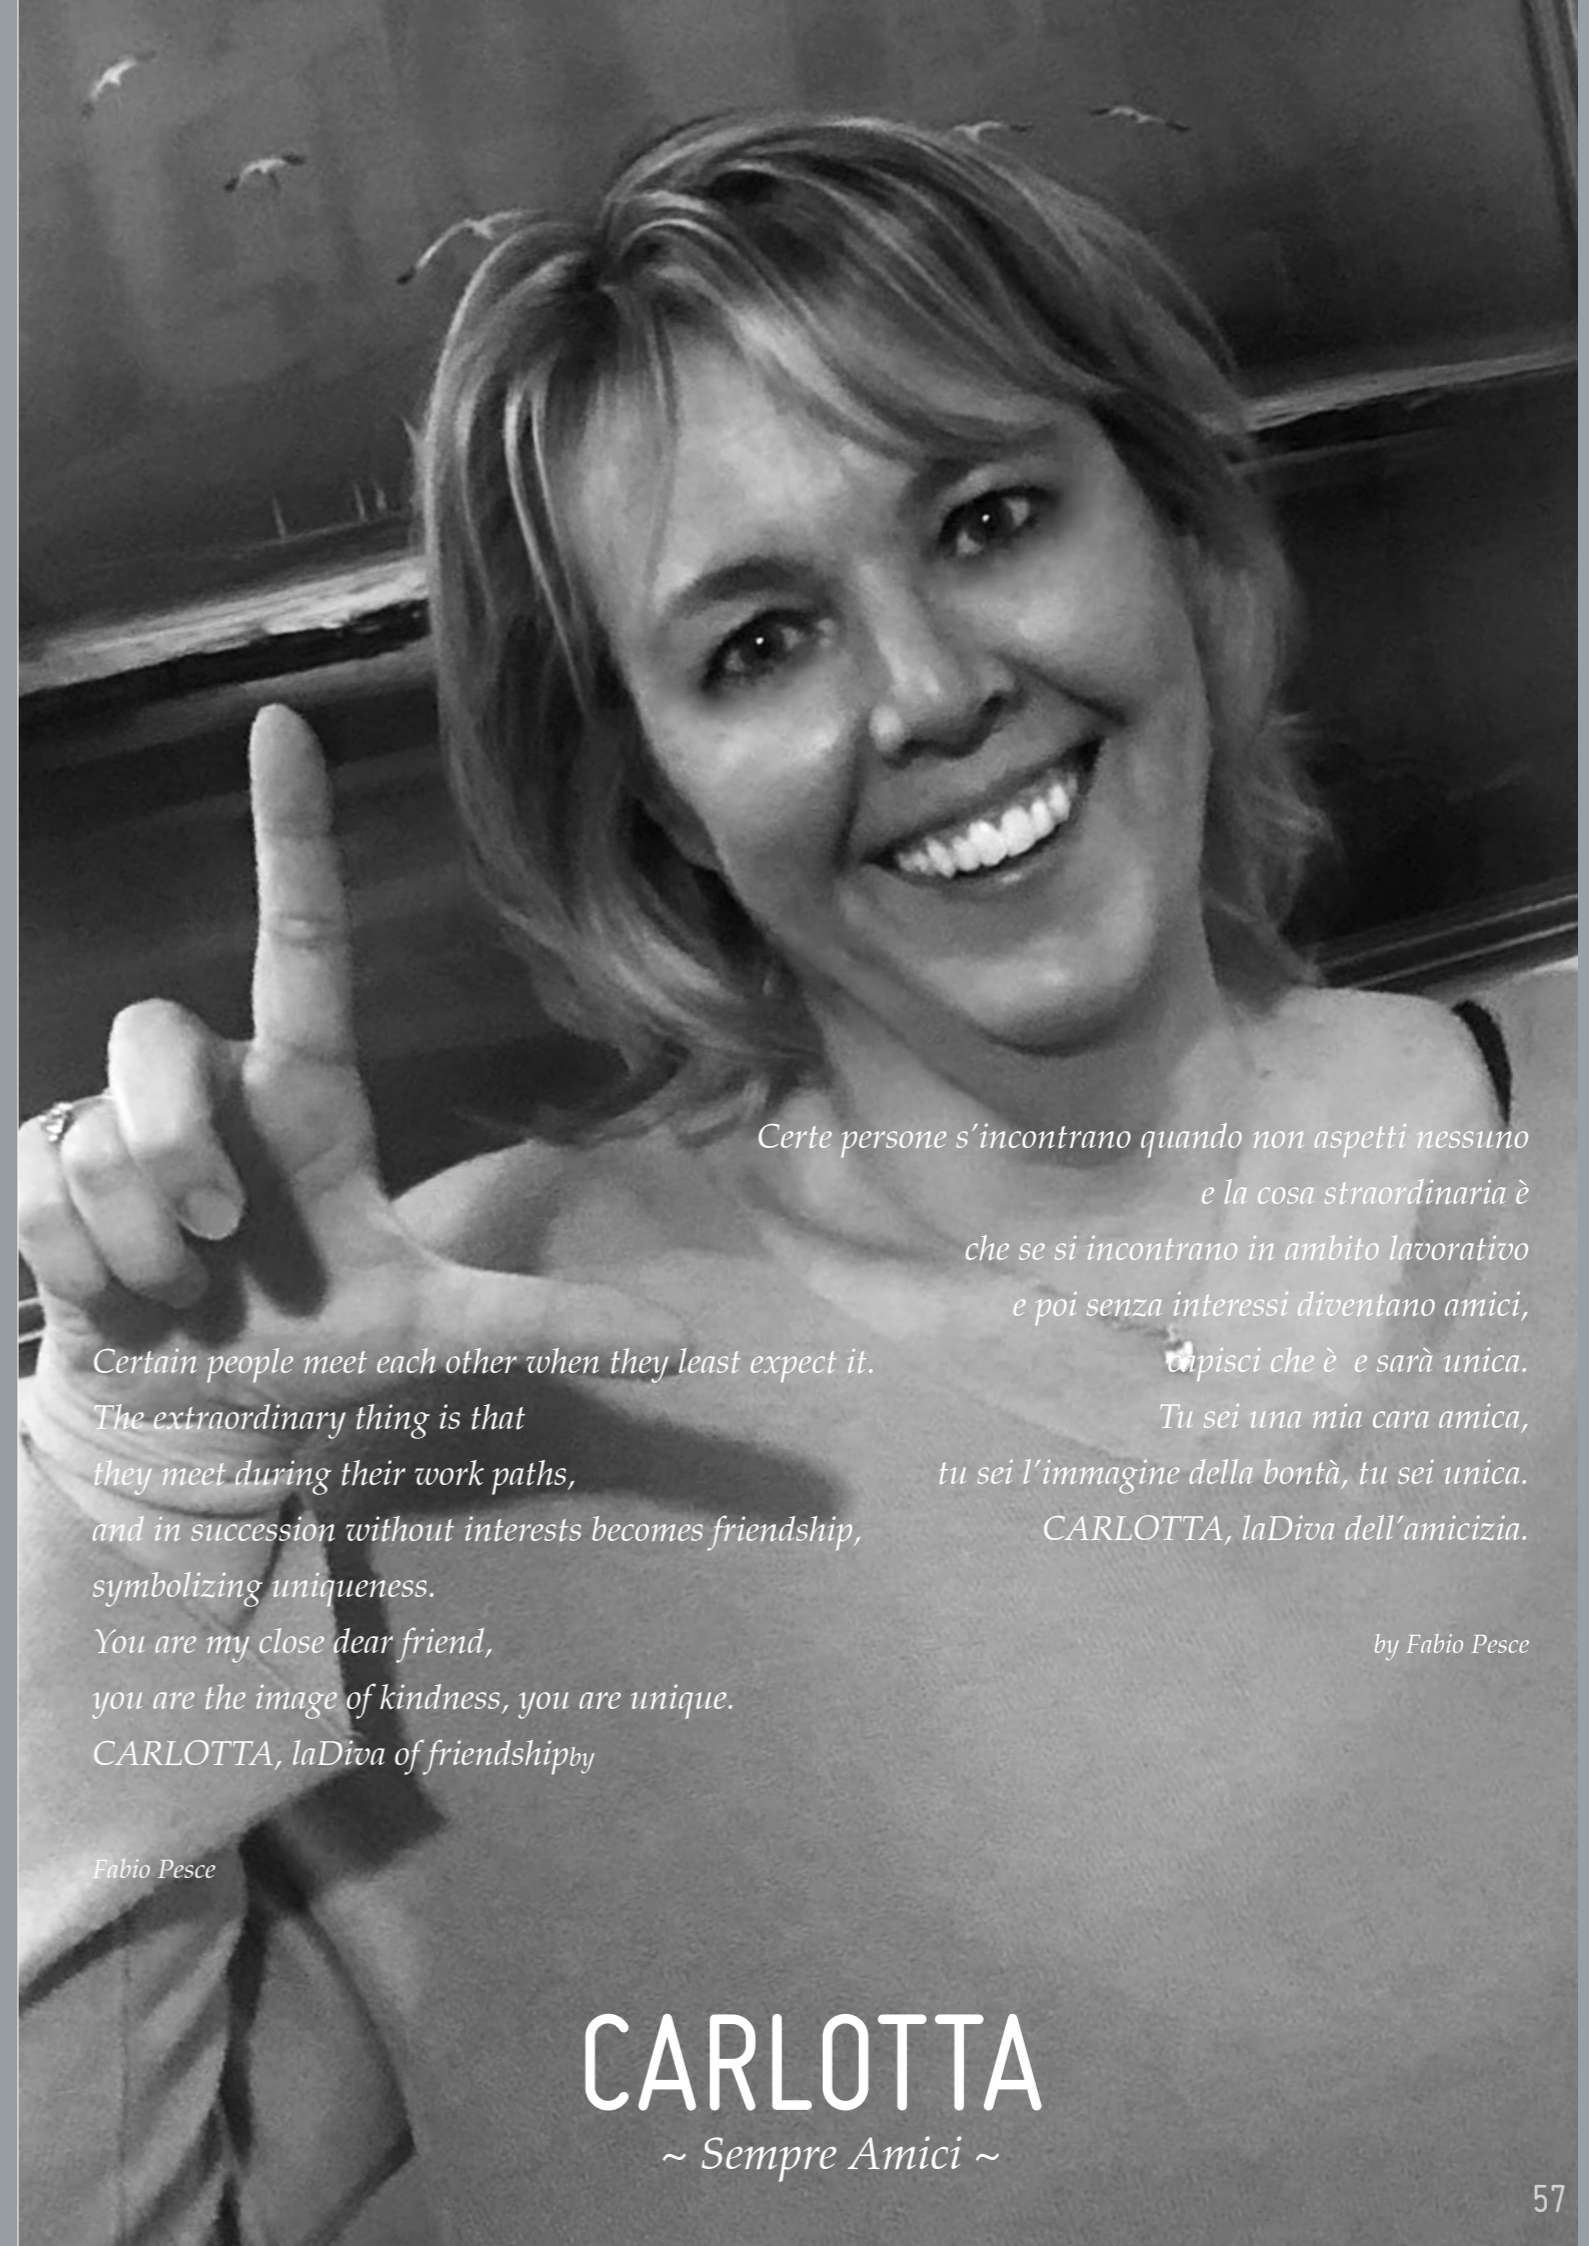 Certe persone s'incontrano quando non aspetti nessuno
e la cosa straordinaria è
che se si incontrano in ambito lavorativo
e poi senza interessi diventano amici,
capisci che è e sarà unica.
Tu sei una mia cara amica,
tu sei l'immagine della bontà, tu sei unica.
CARLOTTA, laDiva dell'amicizia.
by Fabio Pesce
Certain people meet each other when they least expect it.
The extraordinary thing is that
they meet during their work paths,
and in succession without interests becomes friendship,
symbolizing uniqueness.
You are my close dear friend,
you are the image of kindness, you are unique.
CARLOTTA, laDiva of friendshipby
Fabio Pesce
CARLOTTA
~ Sempre Amici ~
57